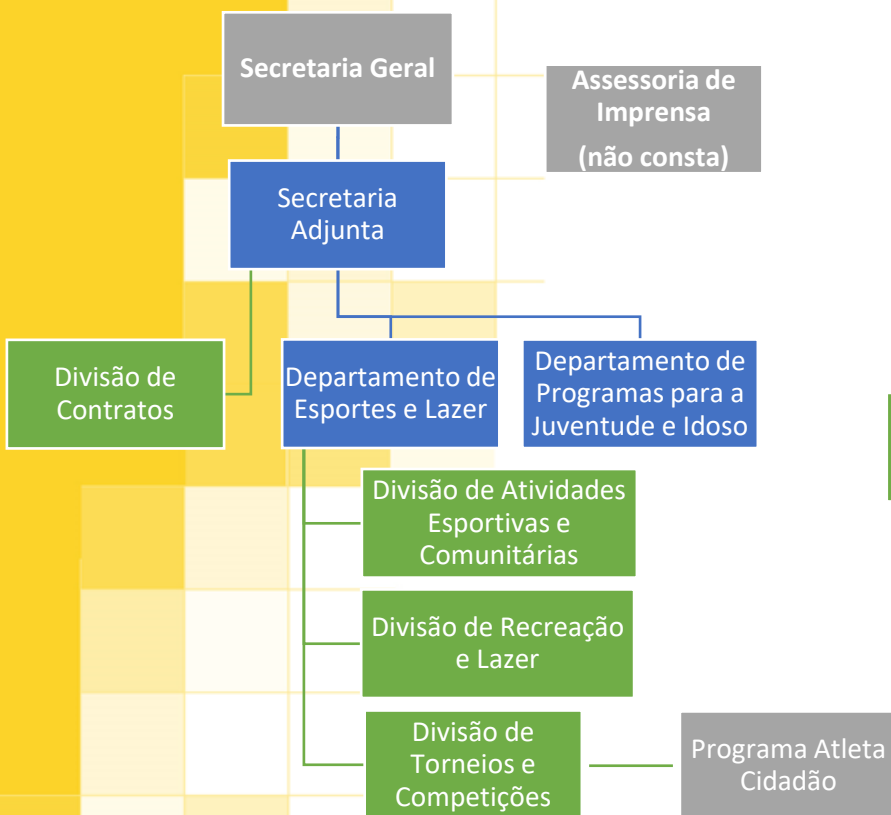 Secretaria Geral
Assessoria de
Imprensa
(não consta)
Secretaria
Adjunta
Divisão de
Contratos
Departamento de
Esportes e Lazer
Departamento de
Programas para a
Juventude e Idoso
Divisão de Atividades
Esportivas e
Comunitárias
Divisão de Recreação
e Lazer
Divisão de
Torneios e
Competições
Programa Atleta
Cidadão